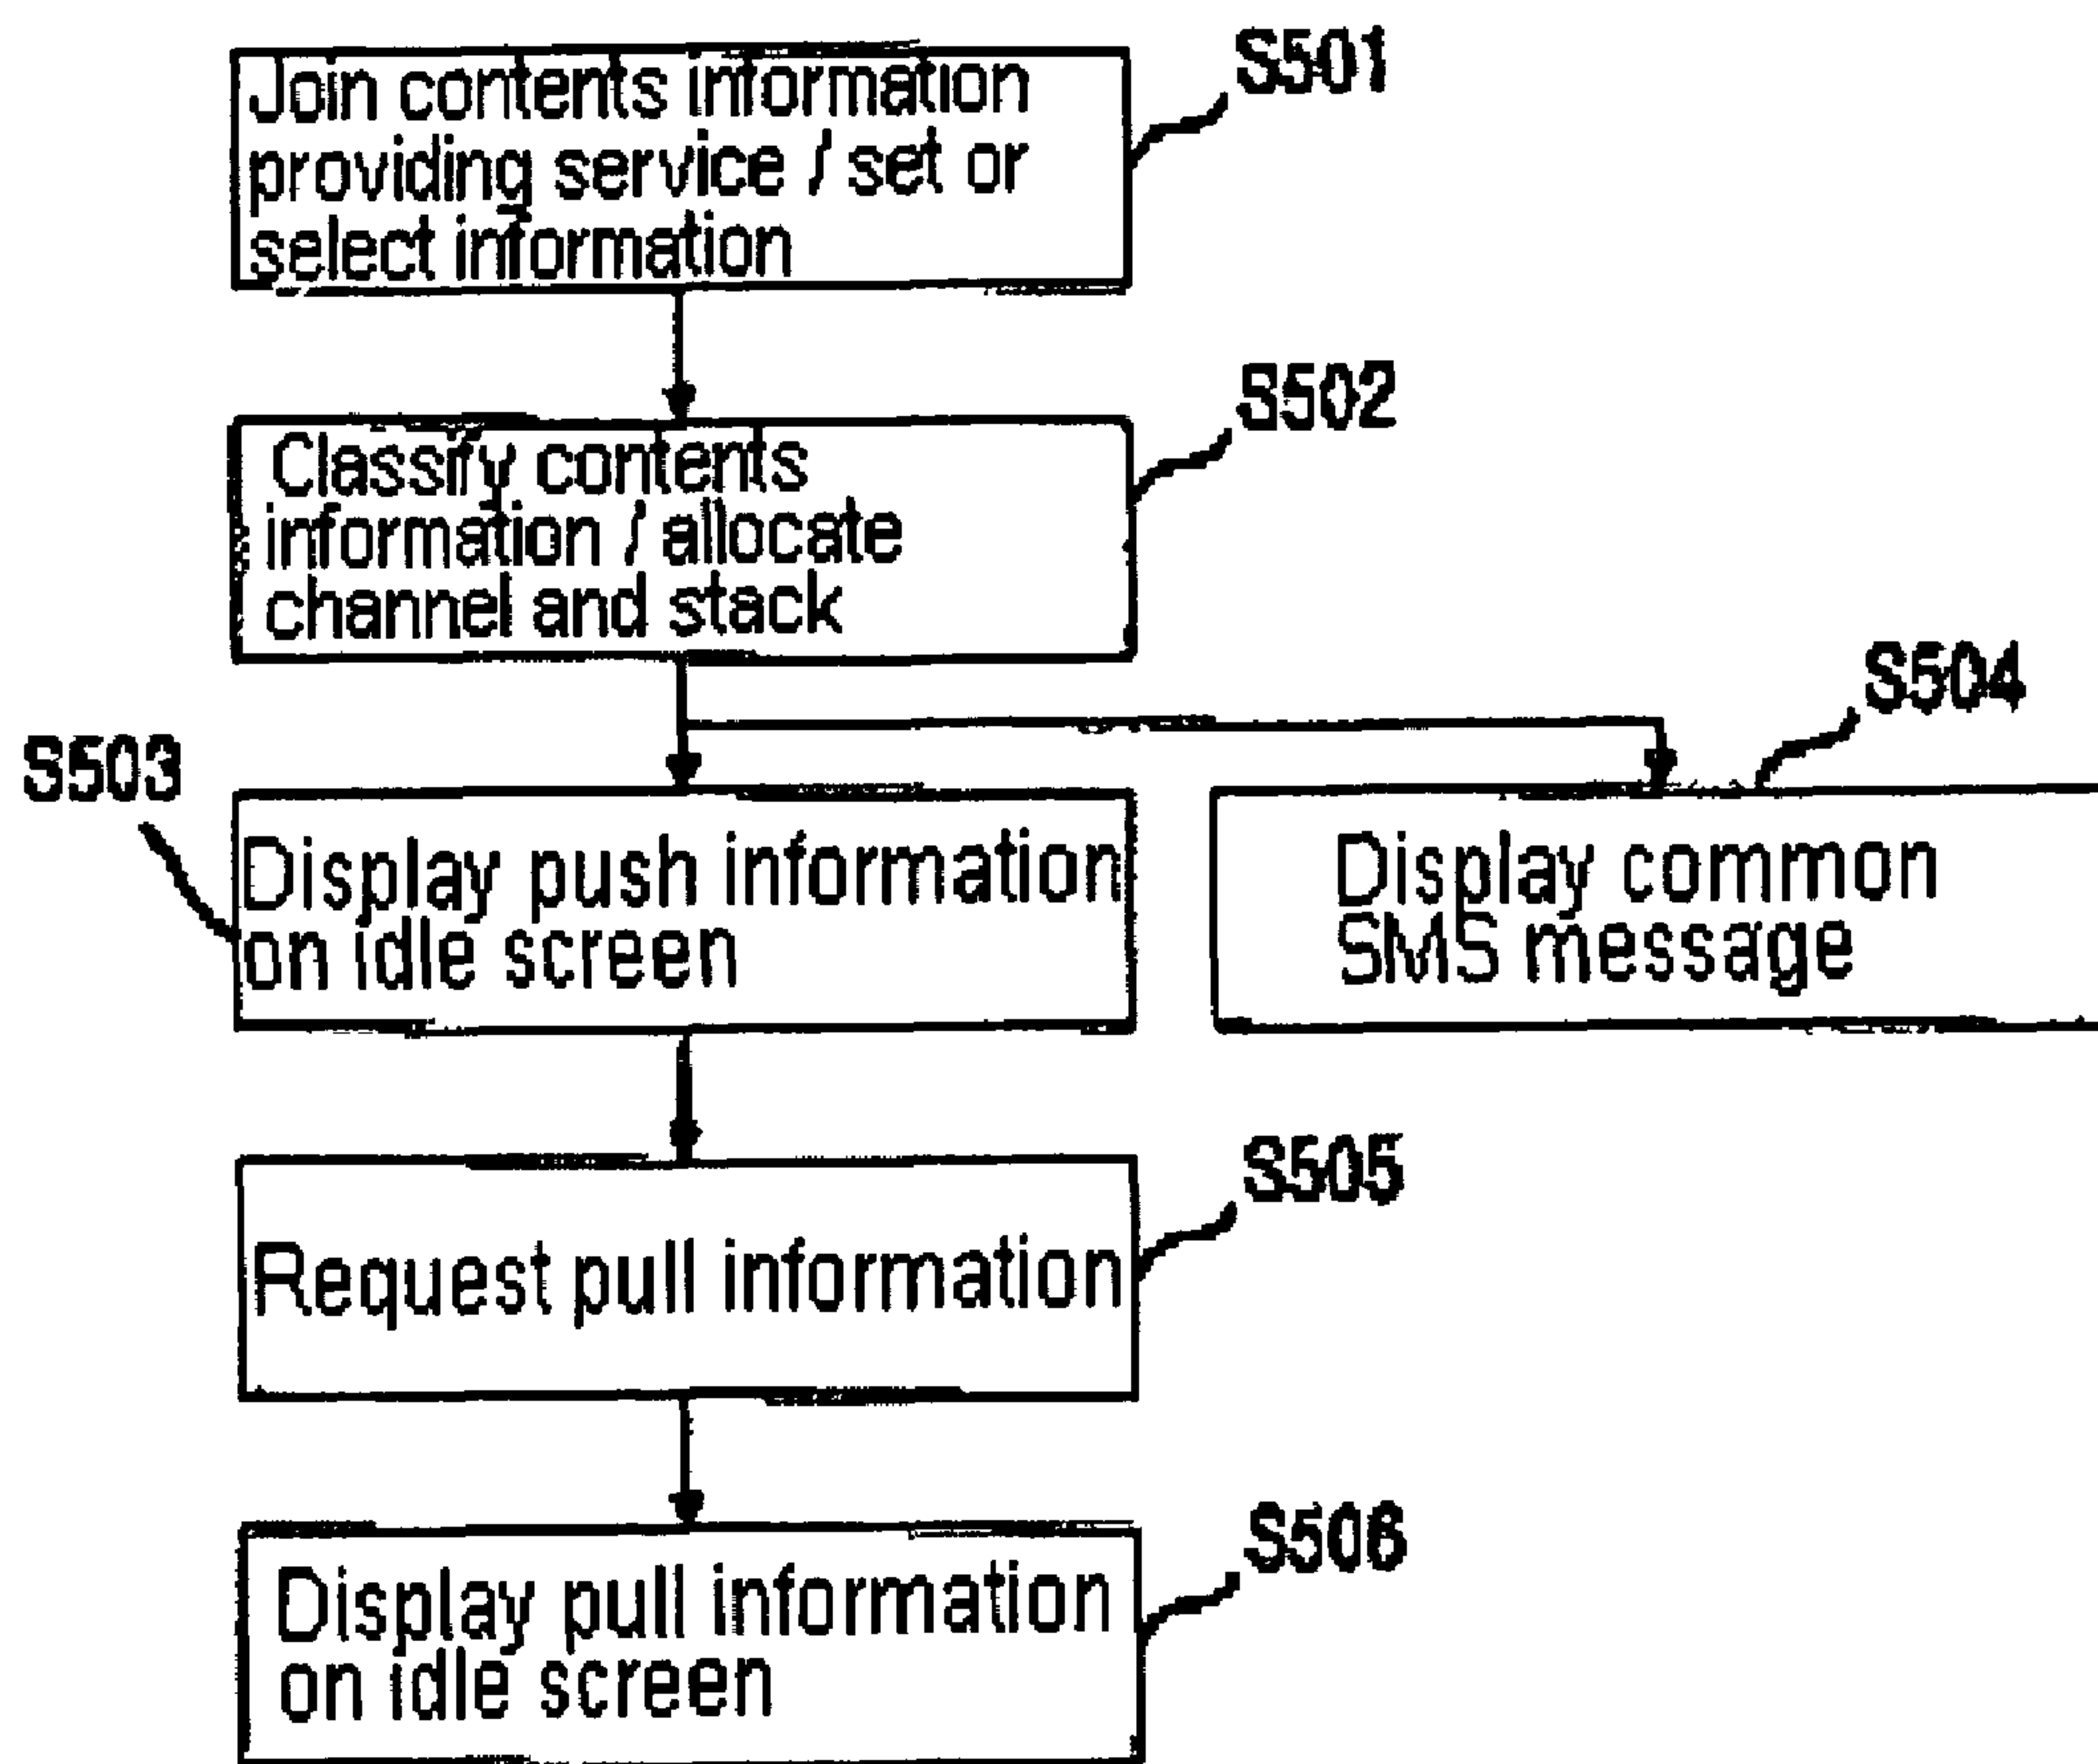 S501
Join contents information
providing service / set or
select information
S502
Classify contents
information / allocate
channel and stack
S503
Display push information
on idle screen
S504
Display common
SMS message
S505
Request pull information
S506
Display pull information
on idle screen